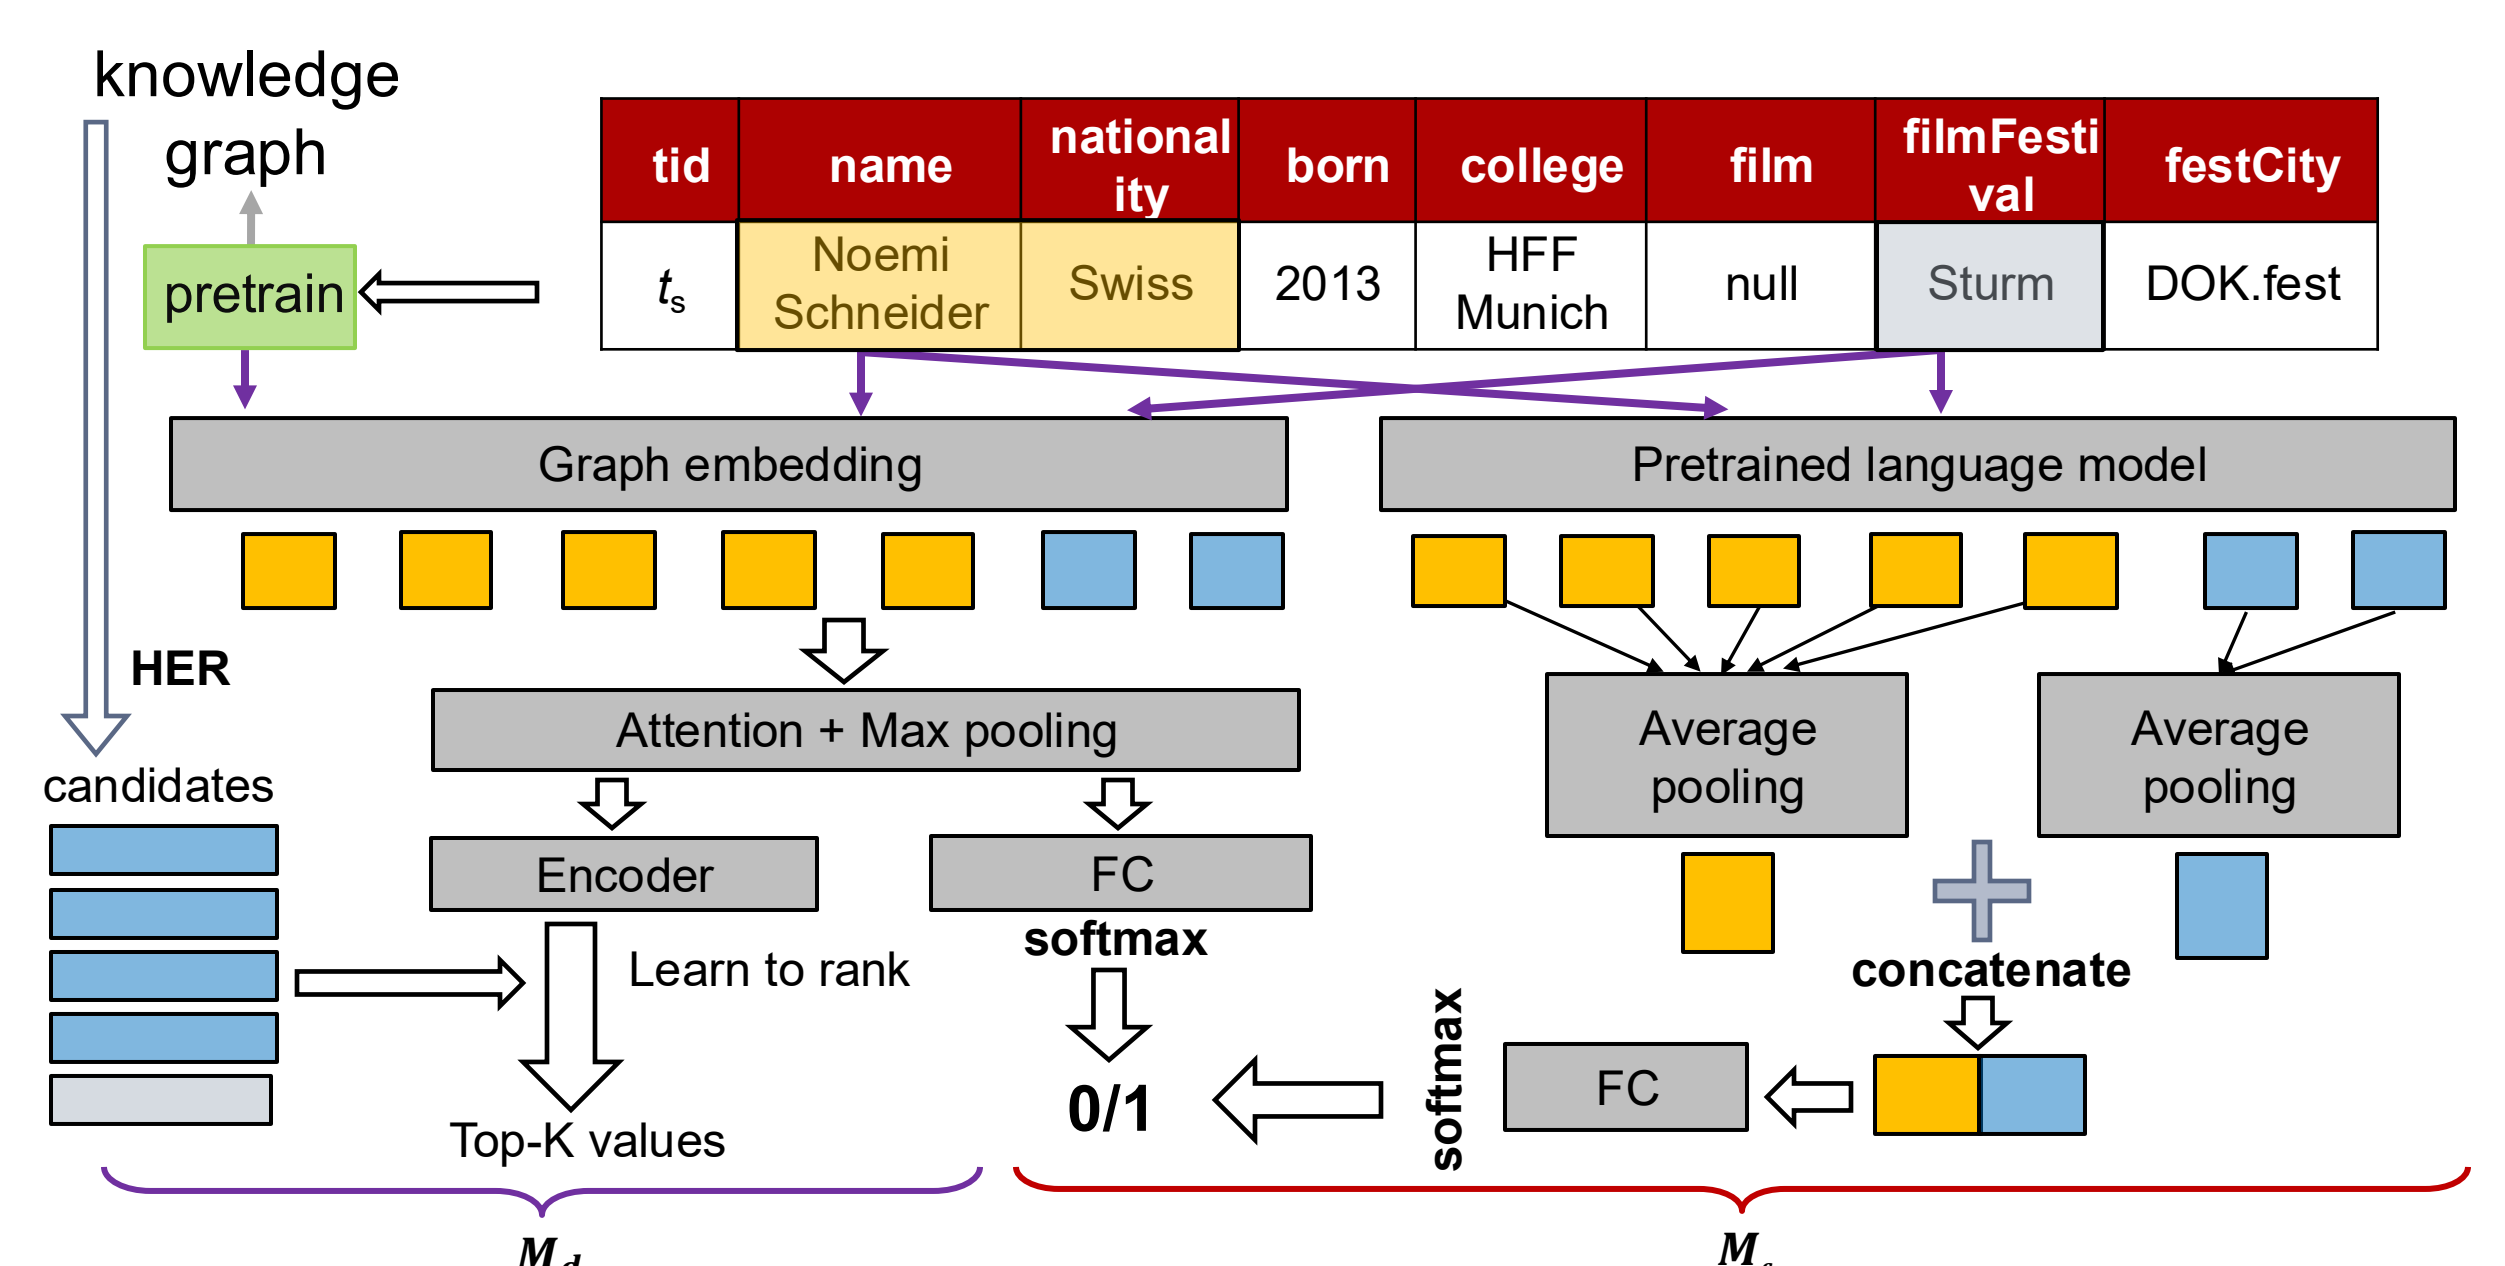 knowledge
graph
tid name national ity born college film filmFesti val festCity
ts Noemi Schneider Swiss 2013 HFF Munich null Sturm DOK.fest
pretrain
Graph embedding
Pretrained language model
HER
Attention + Max pooling
Average
pooling
Average
pooling
candidates
Encoder
FC
softmax
Learn to rank
concatenate
softmax
FC
0/1
Top-K values
M d
M